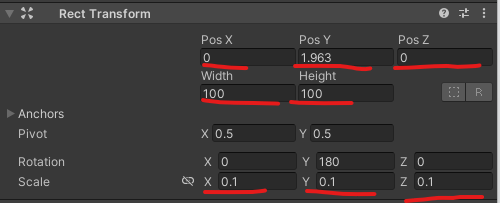 Rect Transform
Pos X Pos Y Pos Z
0 1.963 0
Width Height
100 100
R
Anchors
Pivot X 0.5 Y 0.5
Rotation X 0 Y 180 Z 0
Scale X 0.1 Y 0.1 Z 0.1